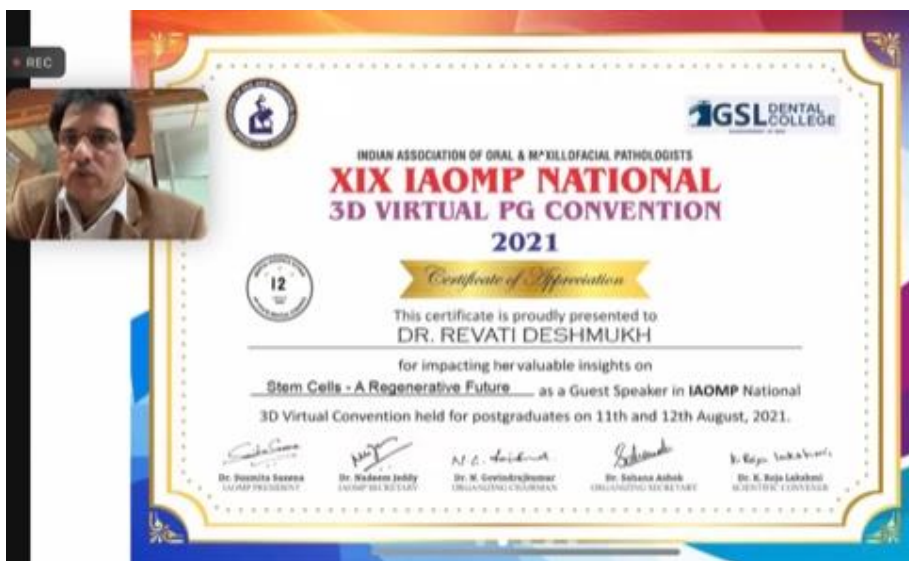 REC
GSL DENTAL
COLLEGE
INDIAN ASSOCIATION OF ORAL & M^XILLOFACIAL PATHOLOGISTS
XIX IAOMP NATIONAL
3D VIRTUAL PG CONVENTION
2021
Certificate of Appreciation
12
This certificate is proudly presented to
DR. REVATI DESHMUKH
for impacting hervaluable insights on
Stem Cells - A Regenerative Future as a Guest Speaker in IAOMP National
3D Virtual Convention held for postgraduates on 11th and 12th August, 2021.
Dr. Susmita Saxena Dr. Nadeem Jeddy Dr. N. Govindrajkumar Dr. Sahana Ashok Dr. K. Raja Lakshmi
IAOMP PRESIDENT IAOMP SECRETARY ORGANIZING CHAIRMAN ORGANIZING SECRETARY SCIENTIFIC CONVENER